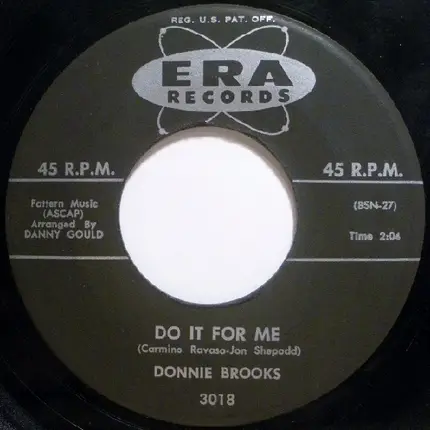 REG. U.S. PAT. OFF.
ERA
RECORDS
45 R.P.M.
45 R.P.M.
Pattern Music
(ASCAP)
Arranged By
DANNY GOULD
(BSN-27)
Time 2:04
DO IT FOR ME
(Carmino Ravaso-Jon Shepodd)
DONNIE BROOKS
3018